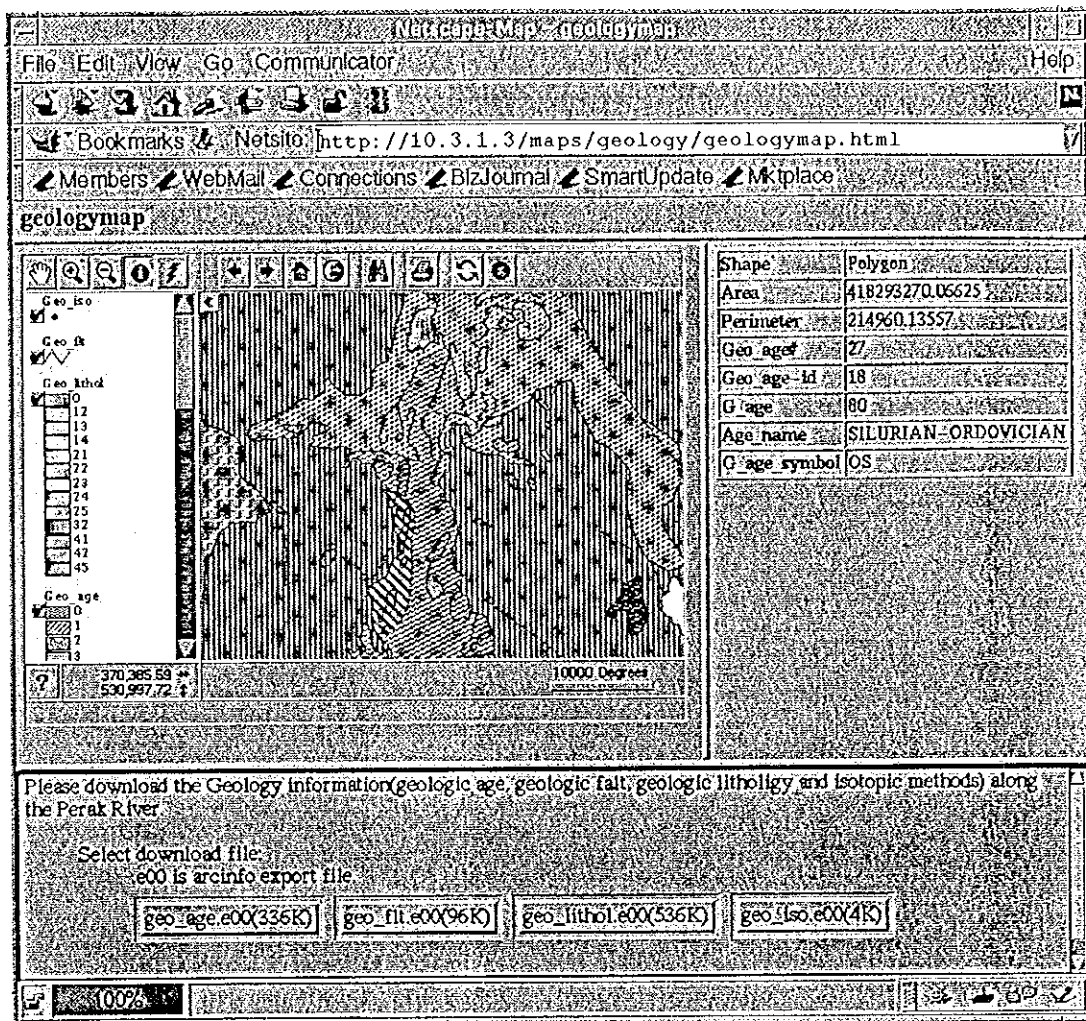 Netscape Map - geologymap
File Edit View Go Communicator Help
N
Bookmarks Netsite: http://10.3.1.3/maps/geology/geologymap.html
Members WebMail Connections BizJournal SmartUpdate Mktplace
geologymap
Geo_iso
Geo_flt
Geo_lithol
0
12
13
14
21
22
23
24
25
32
41
42
45
Geo_age
0
1
2
3
?
370,385.59
530,997.72
10000 Degrees
Shape Polygon
Area 418293270.06625
Perimeter 214960.13557
Geo_age# 27
Geo_age-id 18
G_age 80
Age_name SILURIAN-ORDOVICIAN
G_age_symbol OS
Please download the Geology information(geologic age, geologic falt, geologic litholigy and isotopic methods) along
the Perak River
Select download file:
e00 is arcinfo export file
geo_age.e00(336K) geo_flt.e00(96K) geo_lithol.e00(536K) geo_iso.e00(4K)
100%